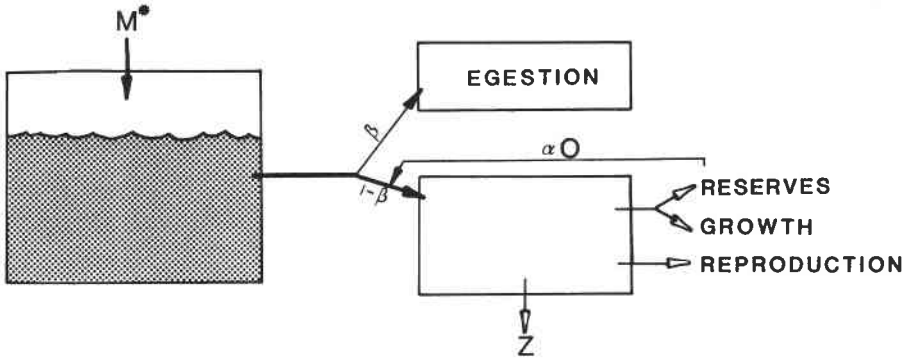 M*
EGESTION
β
αO
1-β
RESERVES
GROWTH
REPRODUCTION
Z